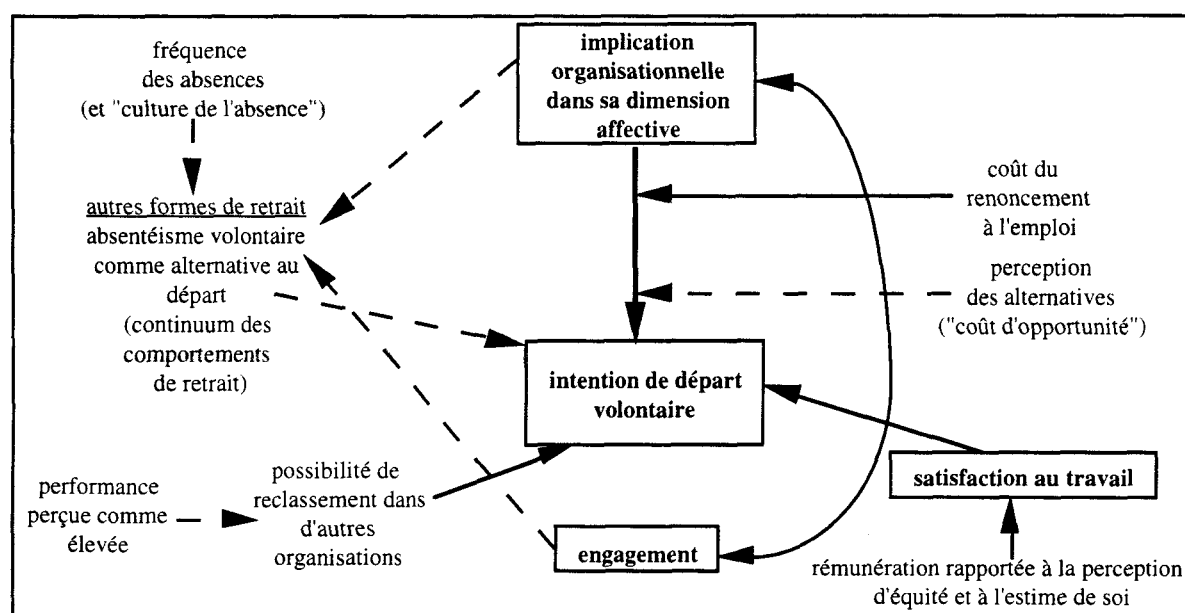 fréquence
des absences
(et "culture de l'absence")
implication
organisationnelle
dans sa dimension
affective
coût du
renoncement
à l'emploi
autres formes de retrait
absentéisme volontaire
comme alternative au
départ
(continuum des
comportements
de retrait)
perception
des alternatives
("coût d'opportunité")
intention de départ
volontaire
satisfaction au travail
performance
perçue comme
élevée
possibilité de
reclassement dans
d'autres
organisations
engagement
rémunération rapportée à la perception
d'équité et à l'estime de soi